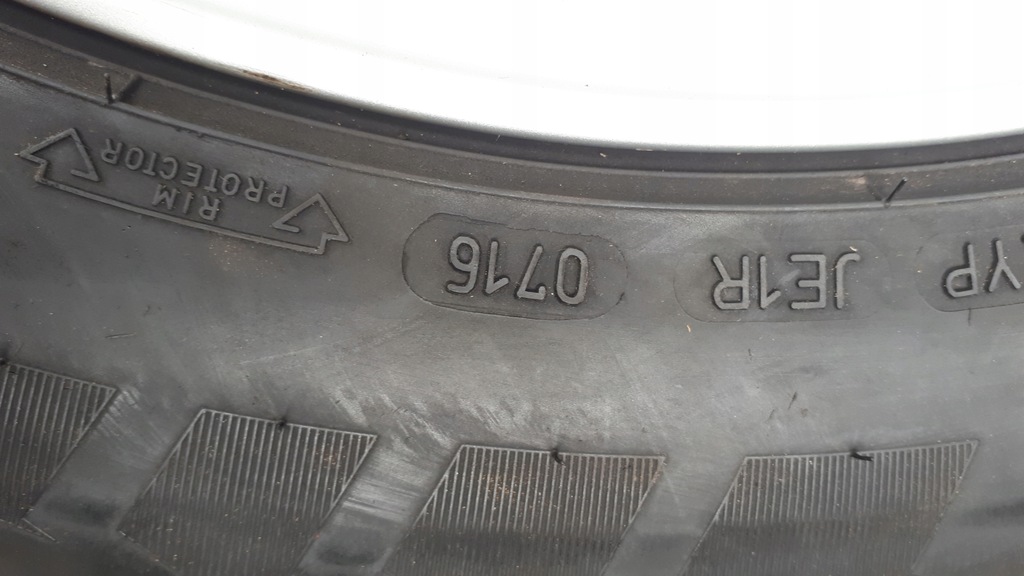 YP JE1R 0716
RIM
PROTECTOR